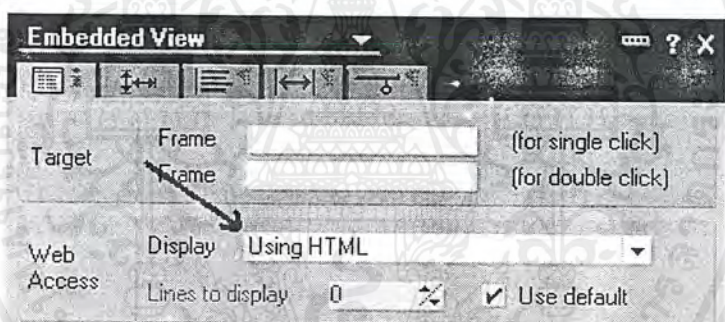 Embedded View ? X
Target
Frame (for single click)
Frame (for double click)
Web Access
Display Using HTML
Lines to display 0 Use default